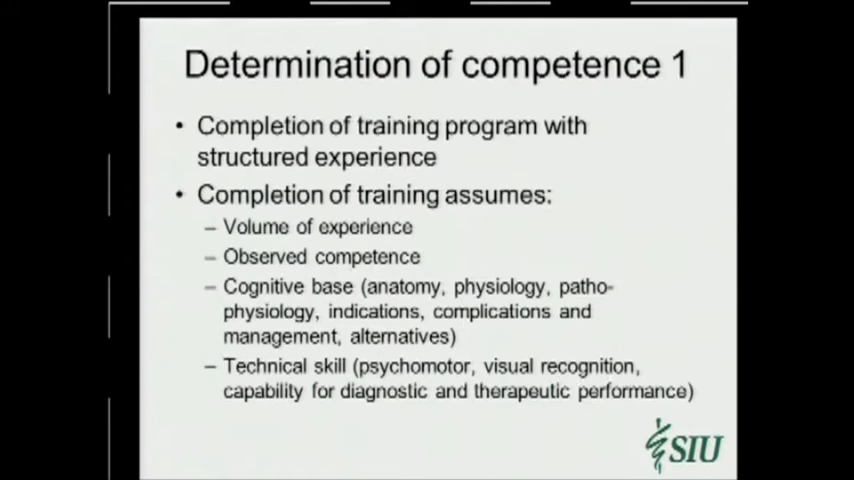 Determination of competence 1
• Completion of training program with
structured experience
• Completion of training assumes:
– Volume of experience
– Observed competence
– Cognitive base (anatomy, physiology, patho-
physiology, indications, complications and
management, alternatives)
– Technical skill (psychomotor, visual recognition,
capability for diagnostic and therapeutic performance)
SIU